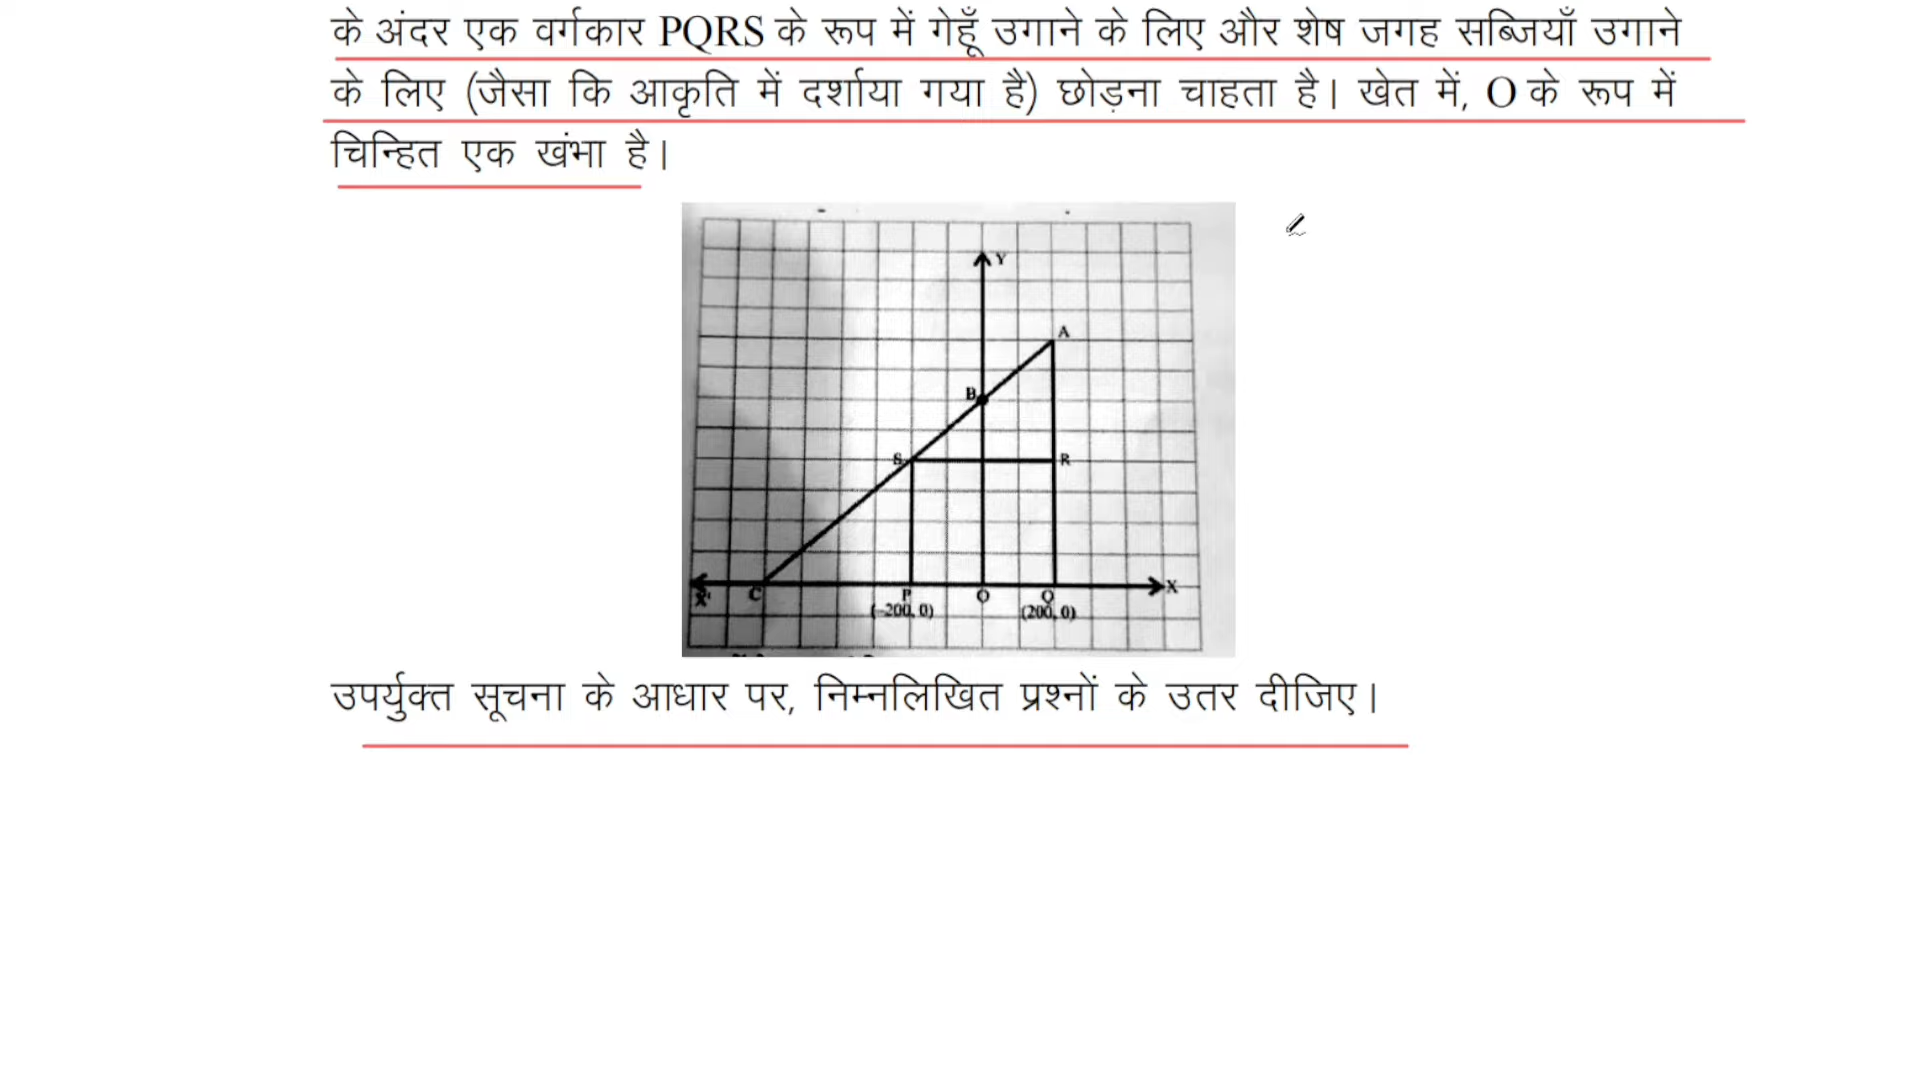 के अंदर एक वर्गकार PQRS के रूप में गेहूँ उगाने के लिए और शेष जगह सब्जियाँ उगाने
के लिए (जैसा कि आकृति में दर्शाया गया है) छोड़ना चाहता है। खेत में, O के रूप में
चिन्हित एक खंभा है।
Y
A
B
S R
X' C P O Q X
(-200, 0) (200, 0)
उपर्युक्त सूचना के आधार पर, निम्नलिखित प्रश्नों के उतर दीजिए।